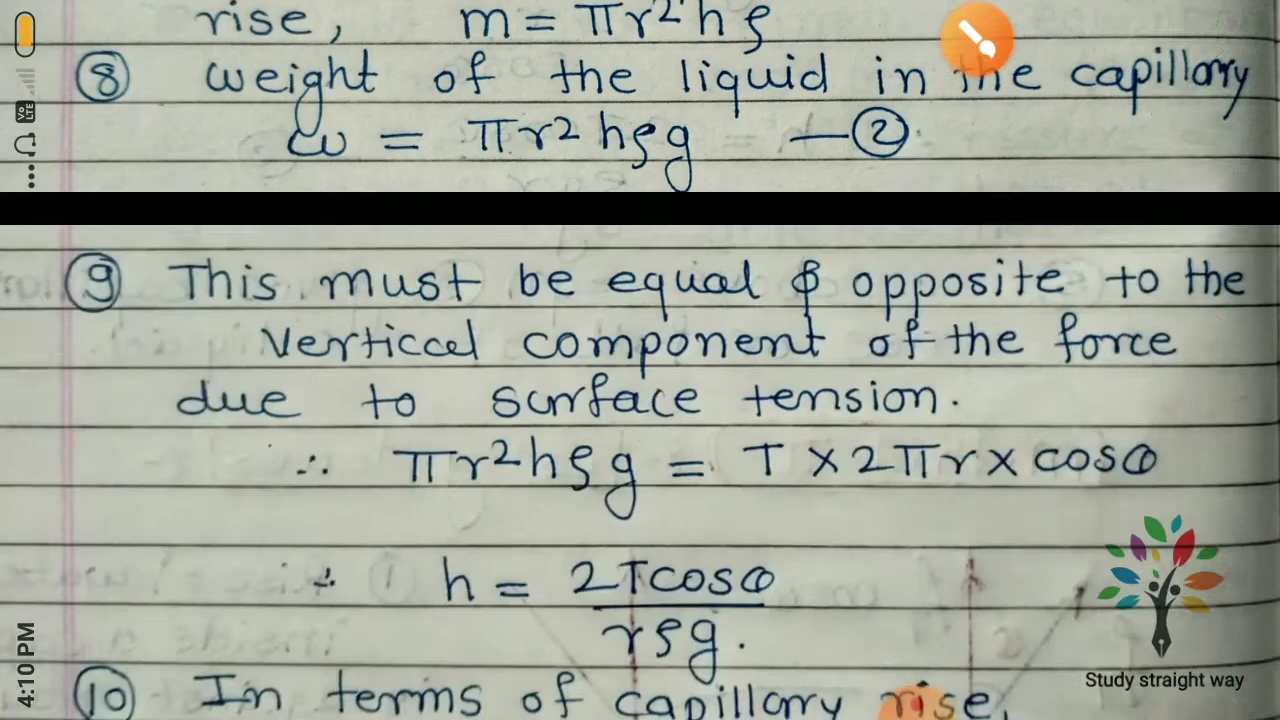 rise, m = πr²hρ
⑧ weight of the liquid in the capillary
w = πr²hρg —②
⑨ This must be equal & opposite to the
vertical component of the force
due to surface tension.
∴ πr²hρg = T × 2πr × cosθ
∴ h = 2Tcosθ
rρg.
⑩ In terms of capillary rise,
Study straight way
4:10 PM